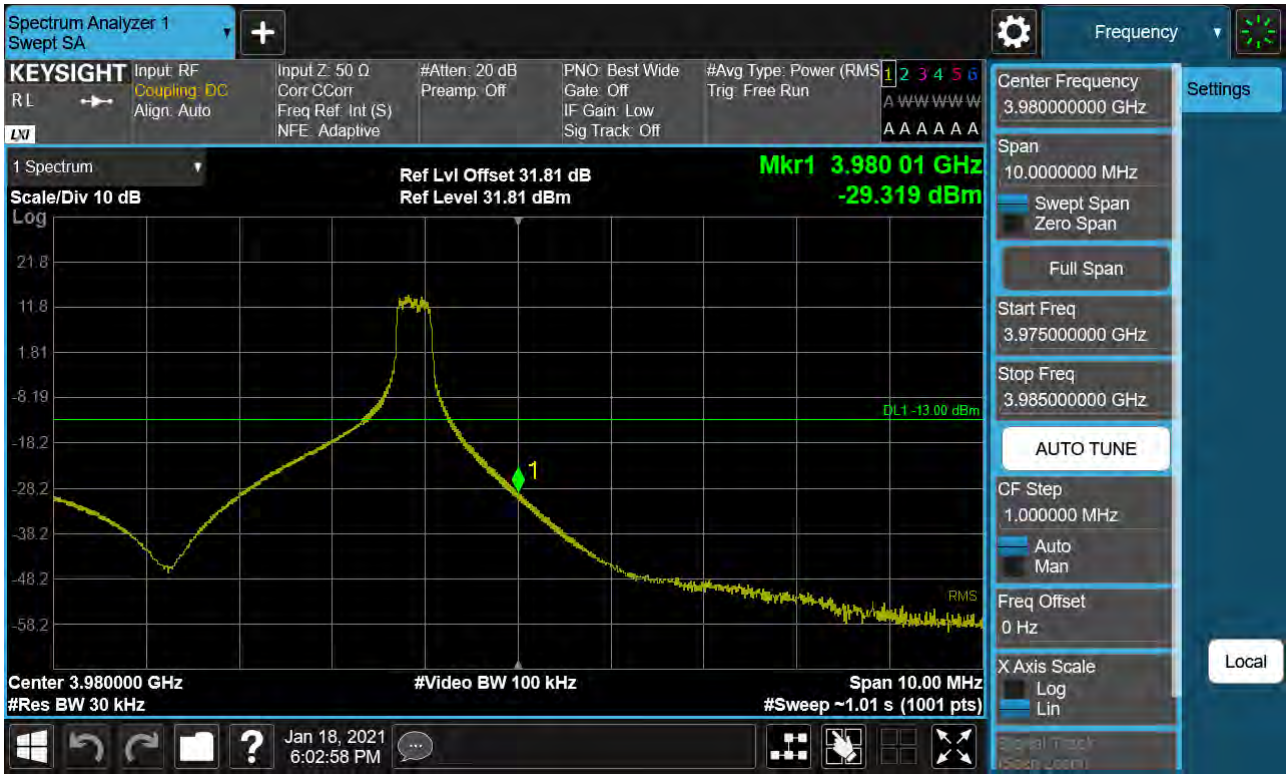 Spectrum Analyzer 1
Swept SA
+
Frequency
KEYSIGHT
RL
LXI
Input: RF
Coupling: DC
Align: Auto
Input Z: 50 Ω
Corr CCorr
Freq Ref: Int (S)
NFE: Adaptive
#Atten: 20 dB
Preamp: Off
PNO: Best Wide
Gate: Off
IF Gain: Low
Sig Track: Off
#Avg Type: Power (RMS
Trig: Free Run
1 2 3 4 5 6
A W W W W W
A A A A A A
1 Spectrum
Scale/Div 10 dB
Log
Ref Lvl Offset 31.81 dB
Ref Level 31.81 dBm
Mkr1 3.980 01 GHz
-29.319 dBm
21.8
11.8
1.81
-8.19
-18.2
-28.2
-38.2
-48.2
-58.2
DL1 -13.00 dBm
1
RMS
Center 3.980000 GHz
#Res BW 30 kHz
#Video BW 100 kHz
Span 10.00 MHz
#Sweep ~1.01 s (1001 pts)
Center Frequency
3.980000000 GHz
Span
10.0000000 MHz
Swept Span
Zero Span
Full Span
Start Freq
3.975000000 GHz
Stop Freq
3.985000000 GHz
AUTO TUNE
CF Step
1.000000 MHz
Auto
Man
Freq Offset
0 Hz
X Axis Scale
Log
Lin
Signal Track
(Span Zoom)
Settings
Local
?
Jan 18, 2021
6:02:58 PM